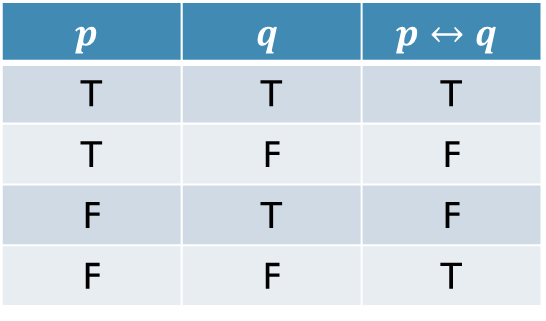 p q p ↔ q
T T T
T F F
F T F
F F T